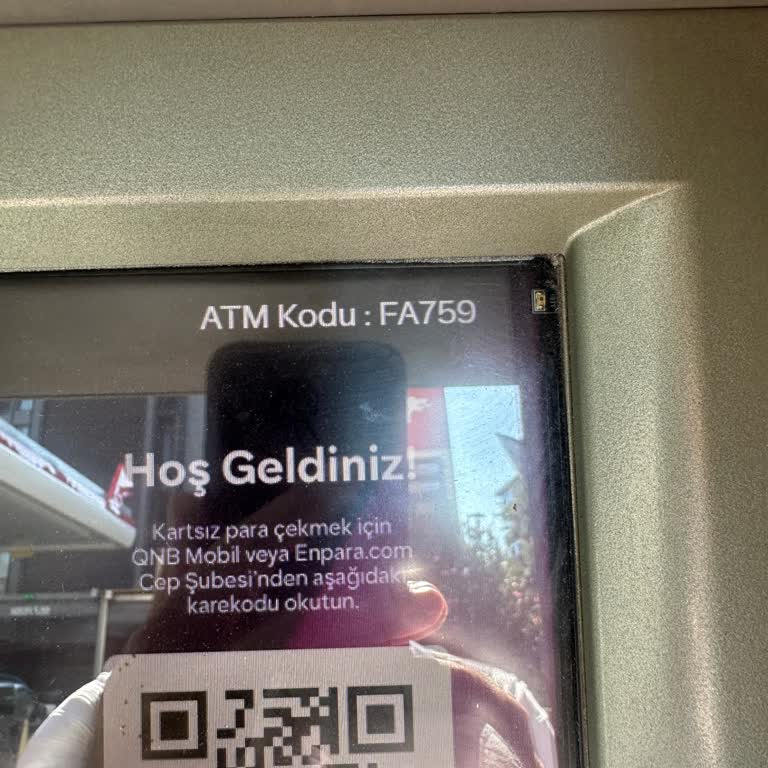 ATM Kodu : FA759
Hoş Geldiniz!
Kartsız para çekmek için
QNB Mobil veya Enpara.com
Cep Şubesi'nden aşağıdaki
karekodu okutun.